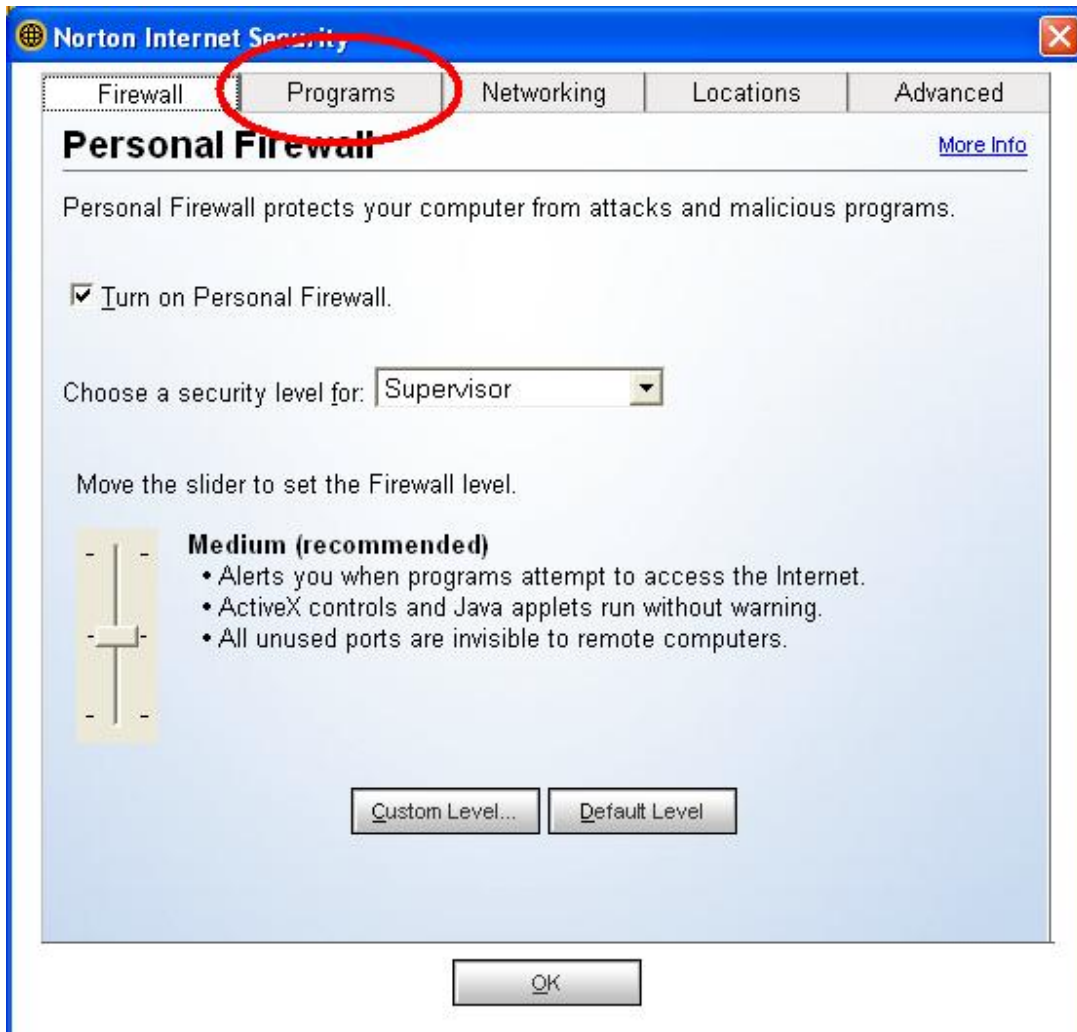 Norton Internet Security
Firewall Programs Networking Locations Advanced
Personal Firewall More Info
Personal Firewall protects your computer from attacks and malicious programs.
Turn on Personal Firewall.
Choose a security level for: Supervisor
Move the slider to set the Firewall level.
Medium (recommended)
• Alerts you when programs attempt to access the Internet.
• ActiveX controls and Java applets run without warning.
• All unused ports are invisible to remote computers.
Custom Level... Default Level
OK